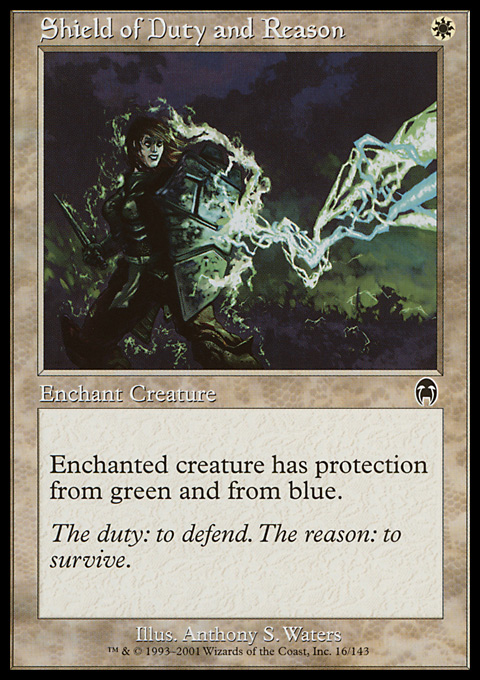 Shield of Duty and Reason
Enchant Creature
Enchanted creature has protection
from green and from blue.
The duty: to defend. The reason: to
survive.
Illus. Anthony S. Waters
™ & © 1993–2001 Wizards of the Coast, Inc. 16/143